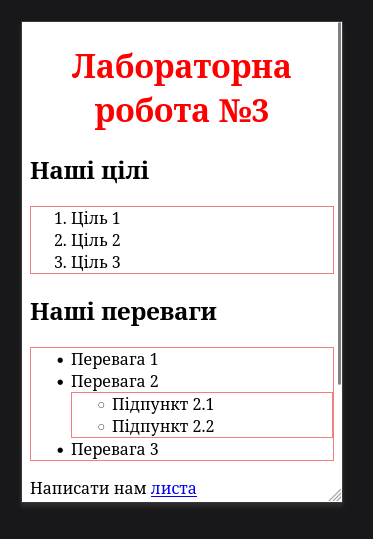 Лабораторна
робота №3
Наші цілі
1. Ціль 1
2. Ціль 2
3. Ціль 3
Наші переваги
• Перевага 1
• Перевага 2
◦ Підпункт 2.1
◦ Підпункт 2.2
• Перевага 3
Написати нам листа